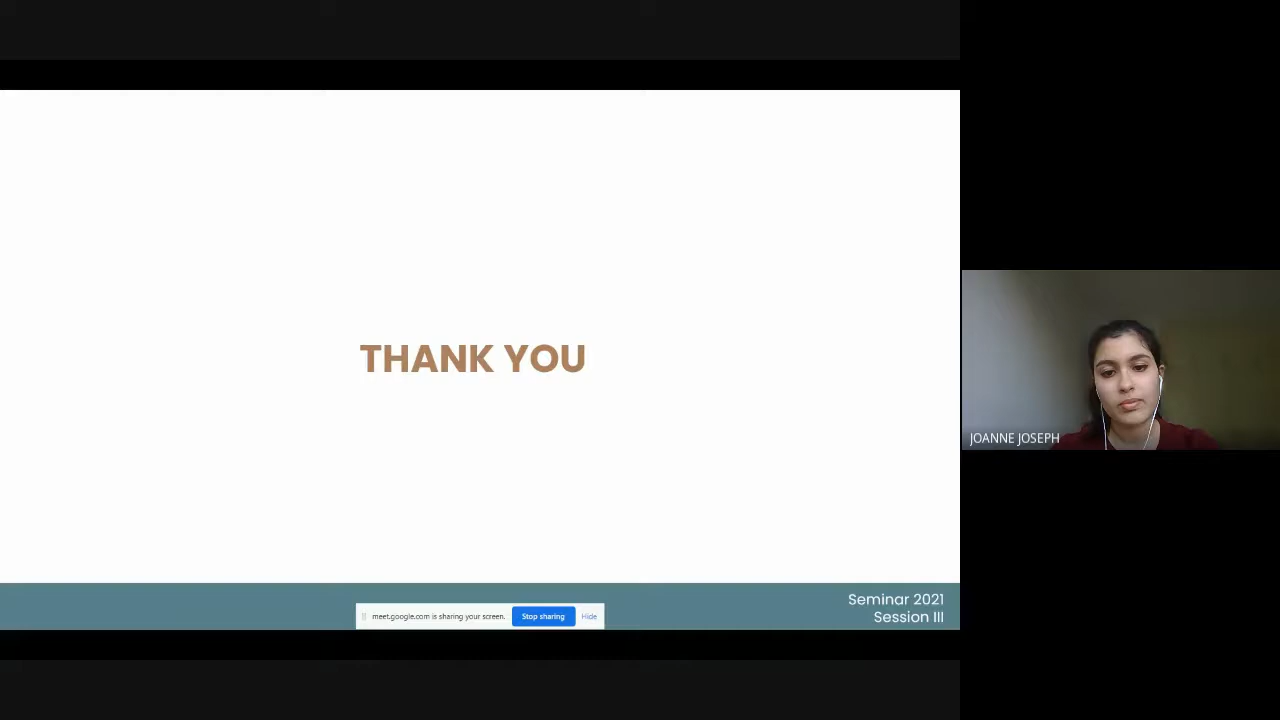 THANK YOU
JOANNE JOSEPH
Seminar 2021
Session III
meet.google.com is sharing your screen. Stop sharing Hide